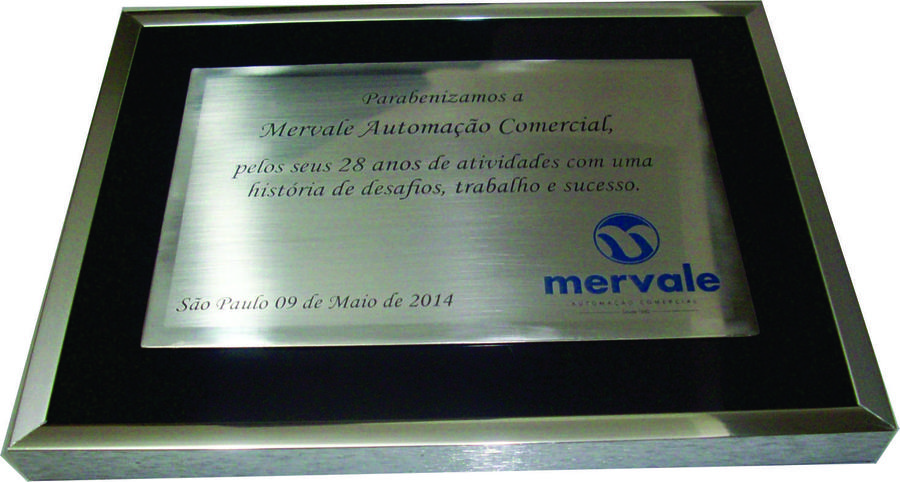 Parabenizamos a
Mervale Automação Comercial,
pelos seus 28 anos de atividades com uma
história de desafios, trabalho e sucesso.
São Paulo 09 de Maio de 2014
mervale
AUTOMAÇÃO COMERCIAL